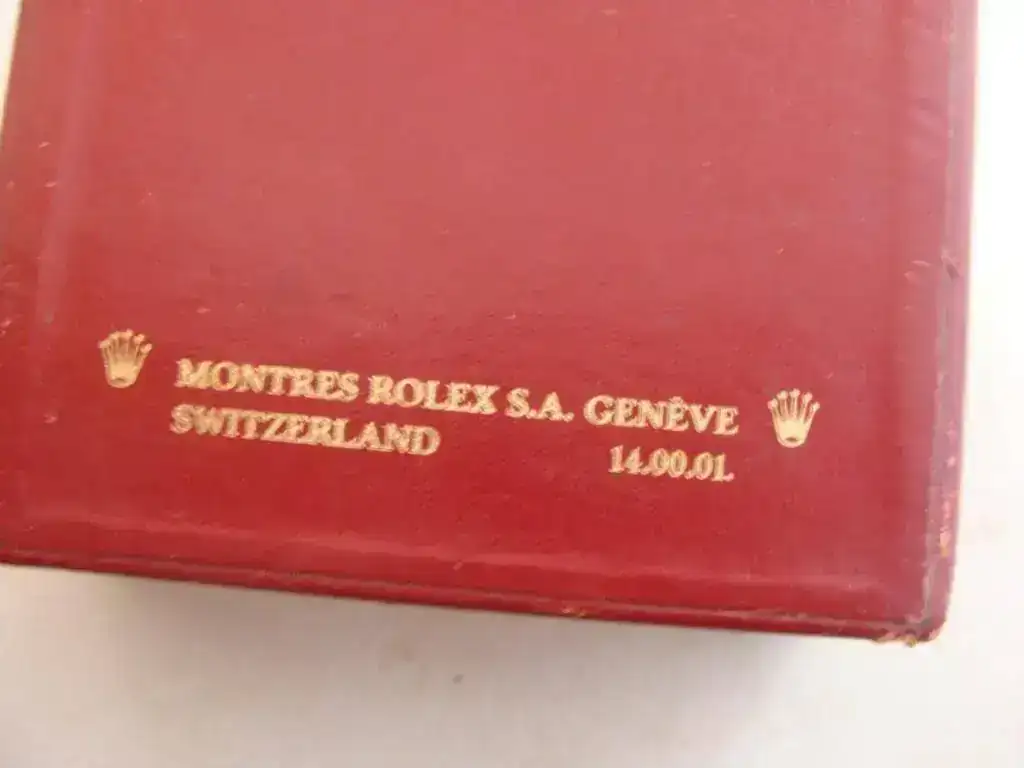 MONTRES ROLEX S.A. GENÈVE
SWITZERLAND 14.00.01